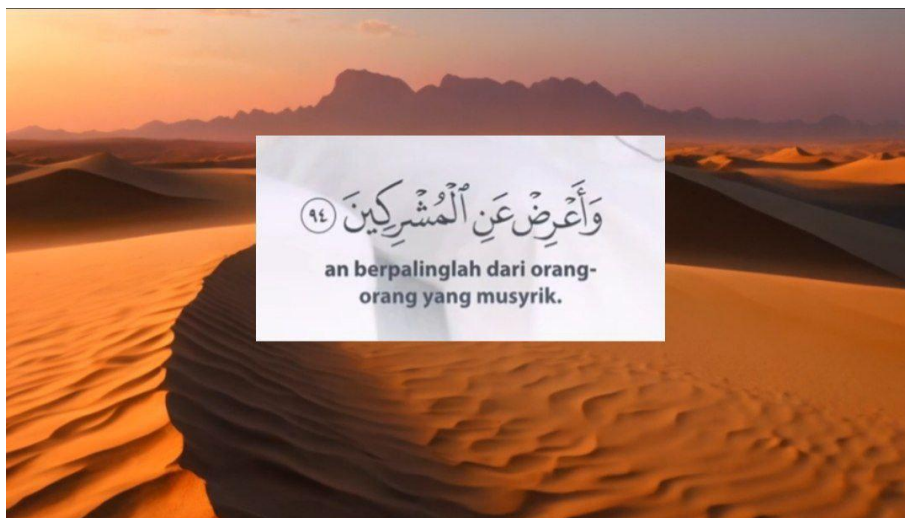 وَأَعْرِضْ عَنِ ٱلْمُشْرِكِينَ ٩٤
an berpalinglah dari orang-
orang yang musyrik.